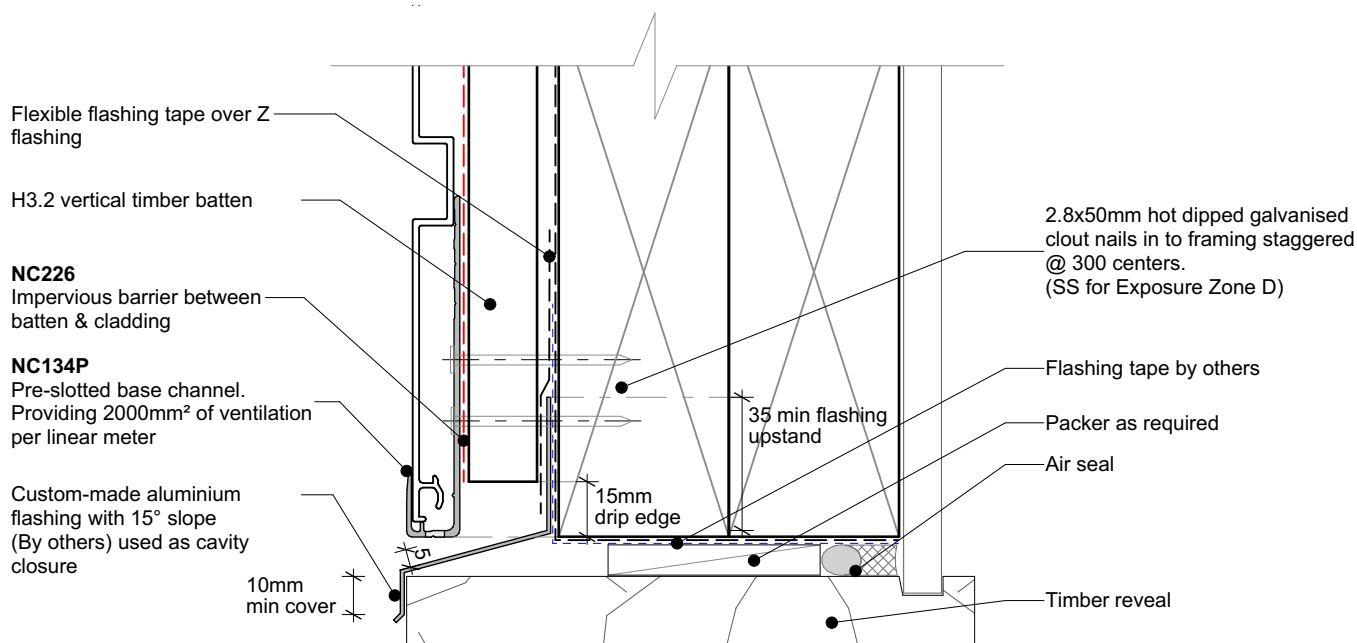 Flexible flashing tape over Z
flashing
H3.2 vertical timber batten
NC226
Impervious barrier between
batten & cladding
NC134P
Pre-slotted base channel.
Providing 2000mm² of ventilation
per linear meter
Custom-made aluminium
flashing with 15° slope
(By others) used as cavity
closure
5
10mm
min cover
15mm
drip edge
35 min flashing
upstand
2.8x50mm hot dipped galvanised
clout nails in to framing staggered
@ 300 centers.
(SS for Exposure Zone D)
Flashing tape by others
Packer as required
Air seal
Timber reveal